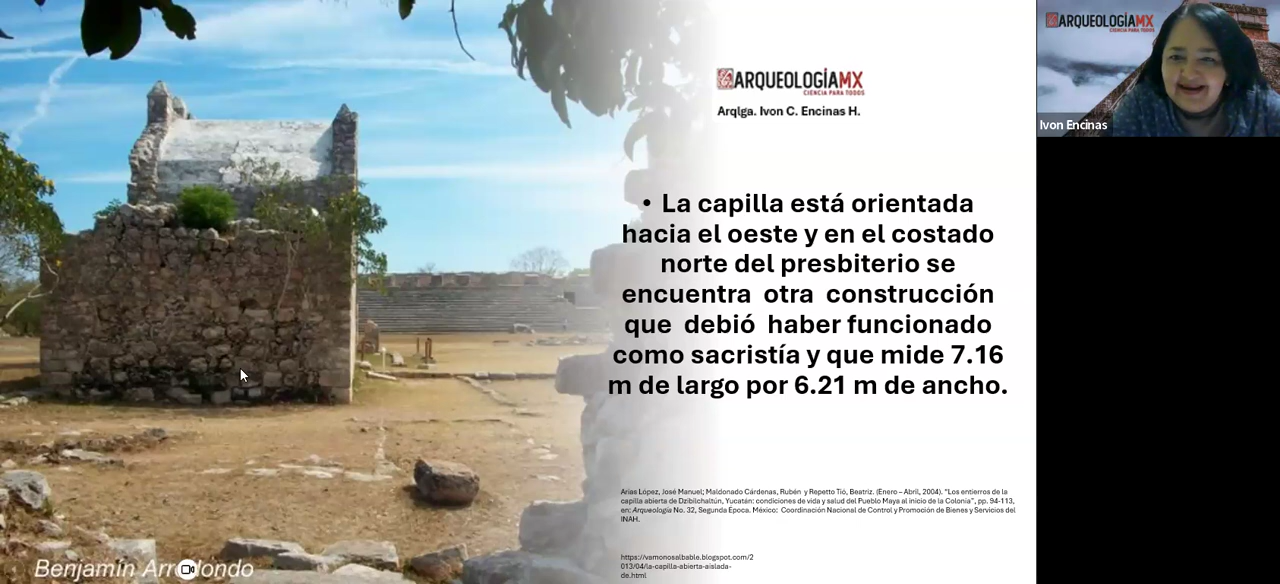 ARQUEOLOGÍAMX
CIENCIA PARA TODOS
Arqlga. Ivon C. Encinas H.
• La capilla está orientada
hacia el oeste y en el costado
norte del presbiterio se
encuentra otra construcción
que debió haber funcionado
como sacristía y que mide 7.16
m de largo por 6.21 m de ancho.
Arias López, José Manuel; Maldonado Cárdenas, Rubén y Repetto Tió, Beatriz. (Enero – Abril, 2004). "Los entierros de la
capilla abierta de Dzibilchaltún, Yucatán: condiciones de vida y salud del Pueblo Maya al inicio de la Colonia", pp. 94-113,
en: Arqueología No. 32, Segunda Época. México: Coordinación Nacional de Control y Promoción de Bienes y Servicios del
INAH.
https://vamonosalbable.blogspot.com/2
013/04/la-capilla-abierta-aislada-
de.html
Benjamín Arredondo
ARQUEOLOGÍAMX
CIENCIA PARA TODOS
Ivon Encinas